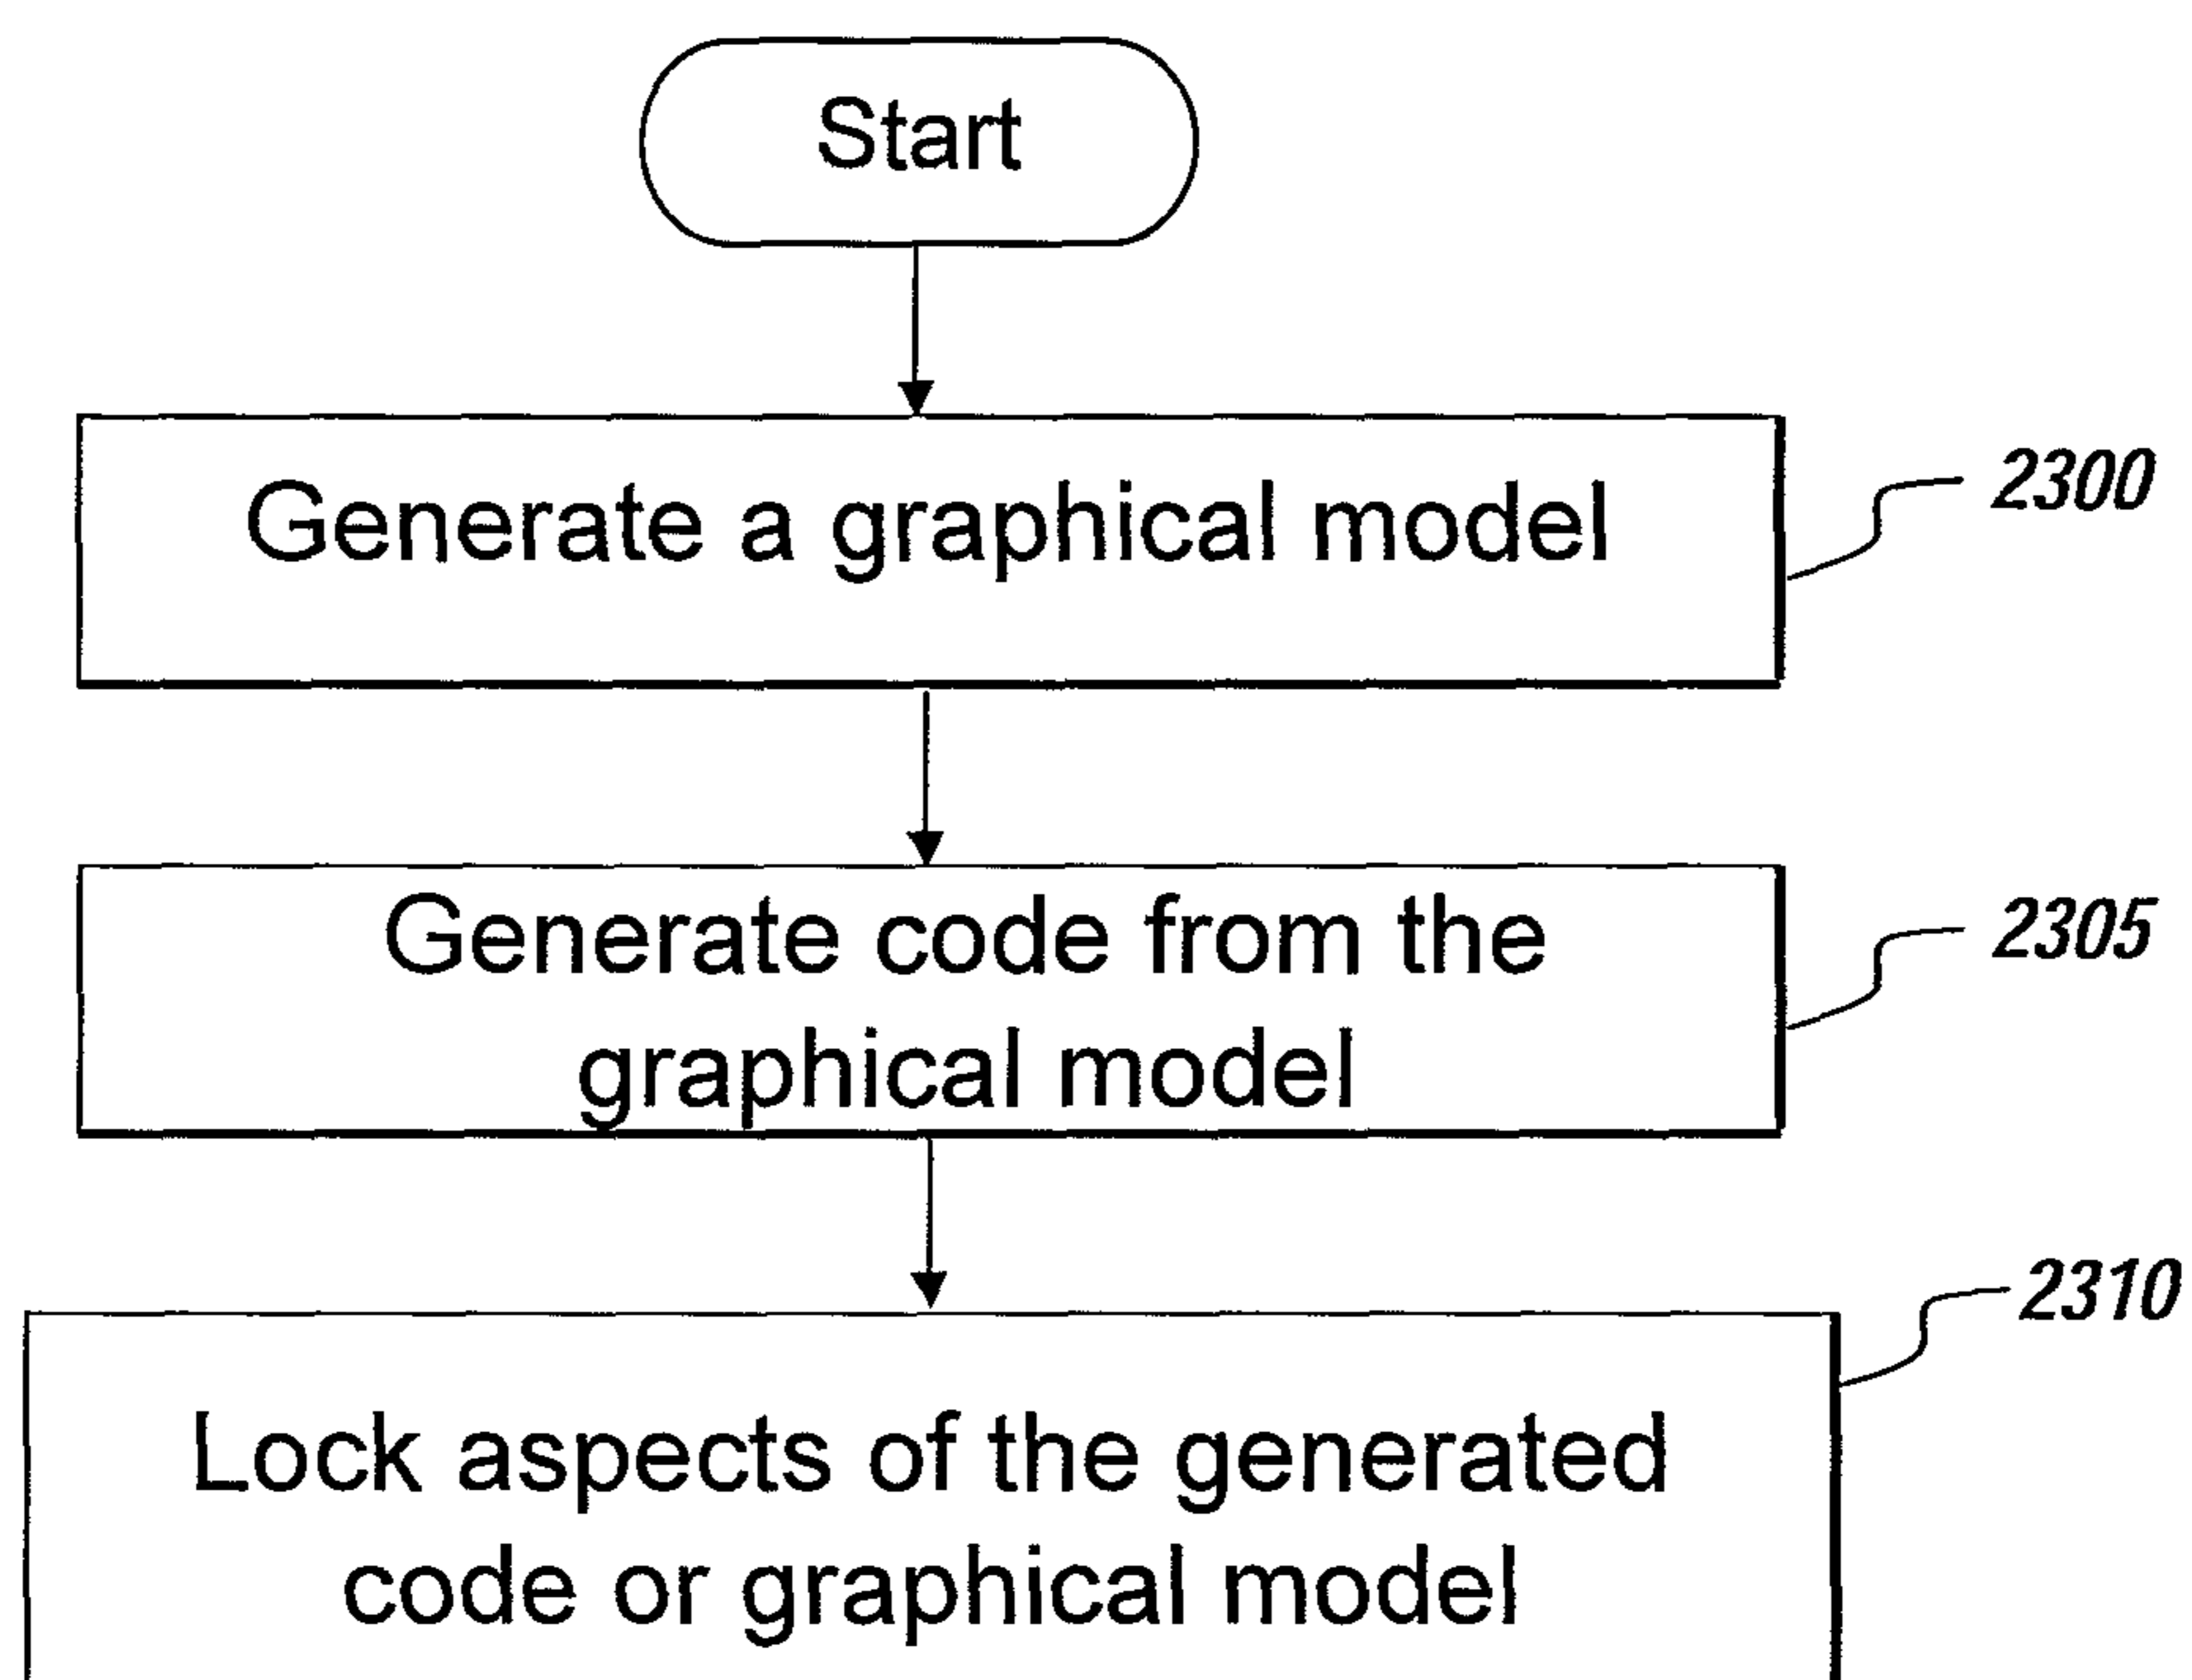 Start
Generate a graphical model
2300
Generate code from the
graphical model
2305
2310
Lock aspects of the generated
code or graphical model